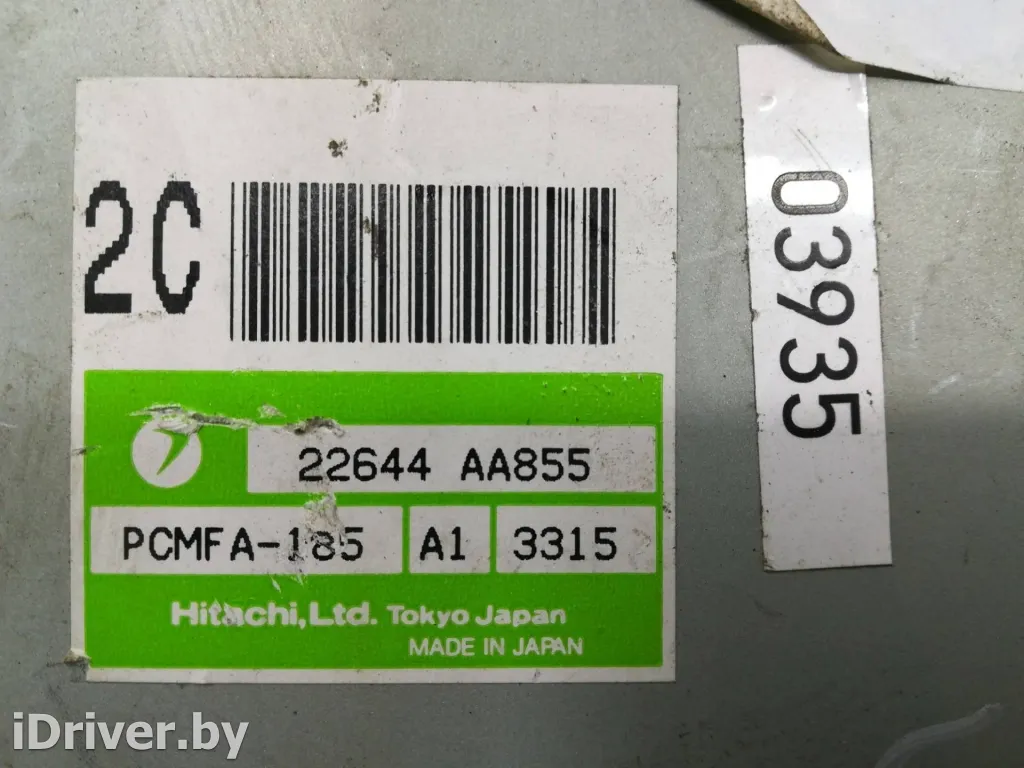 2C
22644 AA855
PCMFA-185 A1 3315
Hitachi,Ltd. Tokyo Japan
MADE IN JAPAN
03935
iDriver.by